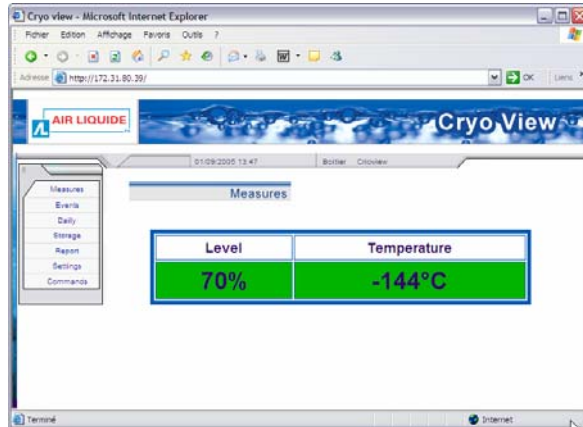 Cryo view - Microsoft Internet Explorer
Fichier Edition Affichage Favoris Outils ?
Adresse http://172.31.80.39/ OK Liens
AIR LIQUIDE
Cryo View
01/09/2005 13:47 Boitier Crioview
Measures
Events
Daily
Storage
Report
Settings
Commands
Measures
Level Temperature
70% -144°C
Terminé Internet